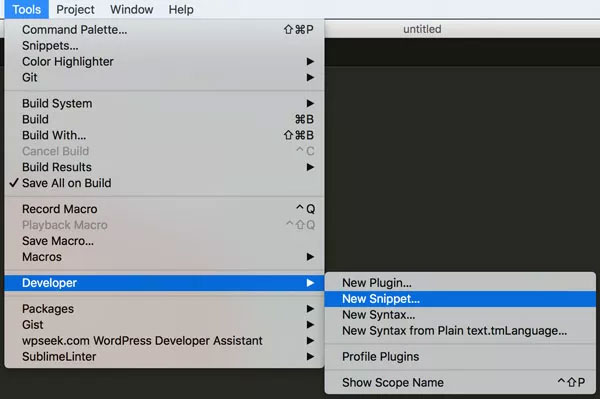 Tools Project Window Help
untitled
Command Palette... ⇧⌘P
Snippets...
Color Highlighter ▶
Git ▶
Build System ▶
Build ⌘B
Build With... ⇧⌘B
Cancel Build ^C
Build Results ▶
✓ Save All on Build
Record Macro ^Q
Playback Macro ^⇧Q
Save Macro...
Macros ▶
Developer ▶
Packages ▶
Gist ▶
wpseek.com WordPress Developer Assistant ▶
SublimeLinter ▶
New Plugin...
New Snippet...
New Syntax...
New Syntax from Plain text.tmLanguage...
Profile Plugins
Show Scope Name ^⇧P